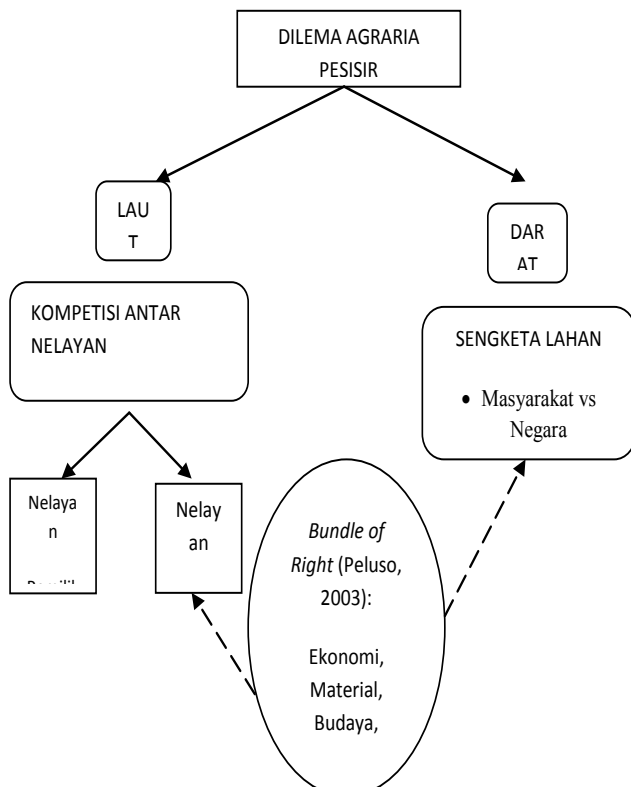 DILEMA AGRARIA
PESISIR
LAU
T
DAR
AT
KOMPETISI ANTAR
NELAYAN
SENGKETA LAHAN
• Masyarakat vs
Negara
Nelaya
n
Nelay
an
Bundle of
Right (Peluso,
2003):
Ekonomi,
Material,
Budaya,